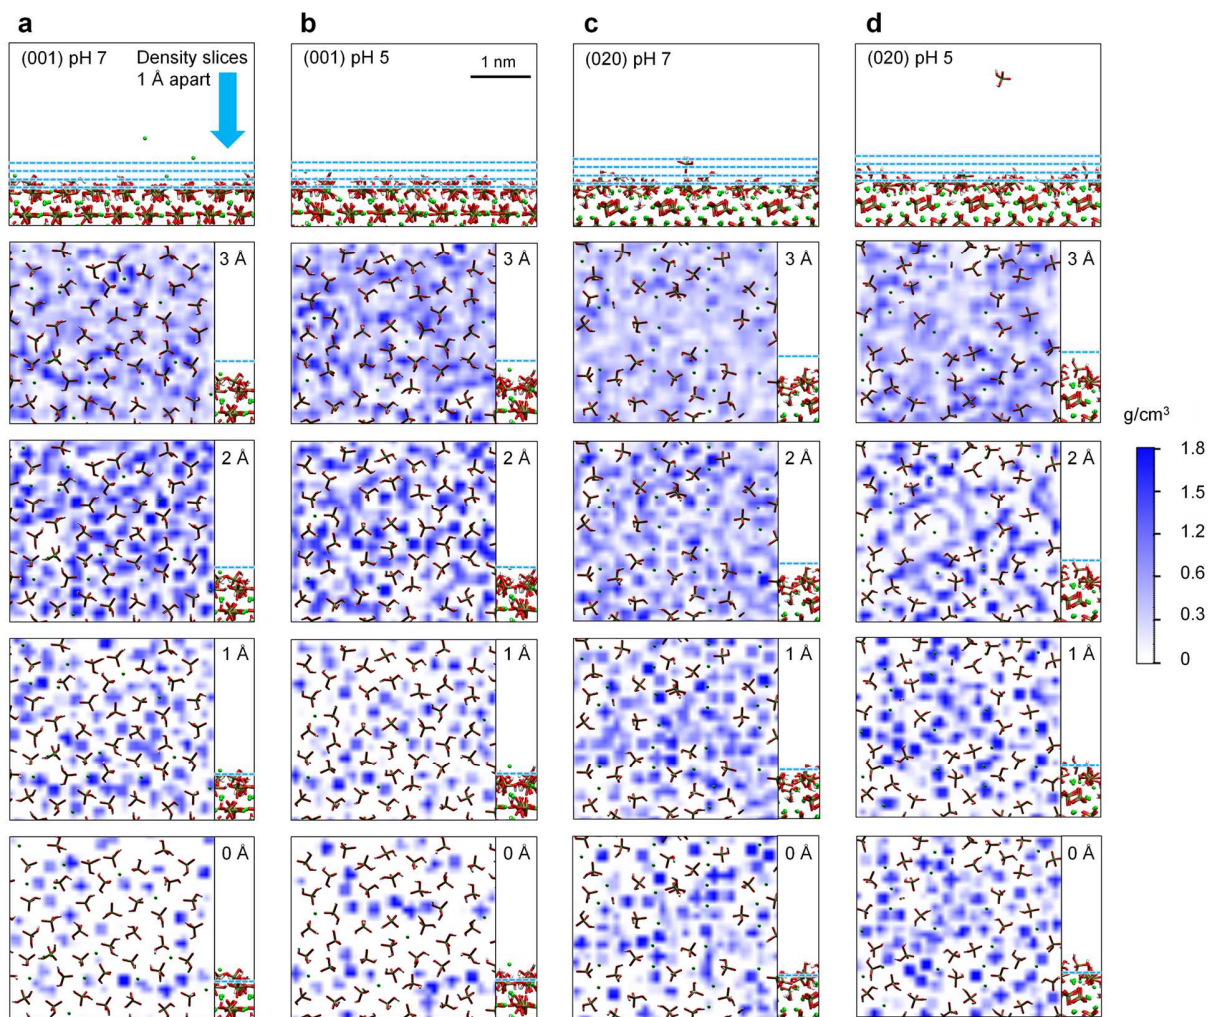 a
b
c
d
(001) pH 7
Density slices
1 Å apart
(001) pH 5
1 nm
(020) pH 7
(020) pH 5
3 Å
3 Å
3 Å
3 Å
2 Å
2 Å
2 Å
2 Å
1 Å
1 Å
1 Å
1 Å
0 Å
0 Å
0 Å
0 Å
g/cm³
1.8
1.5
1.2
0.6
0.3
0